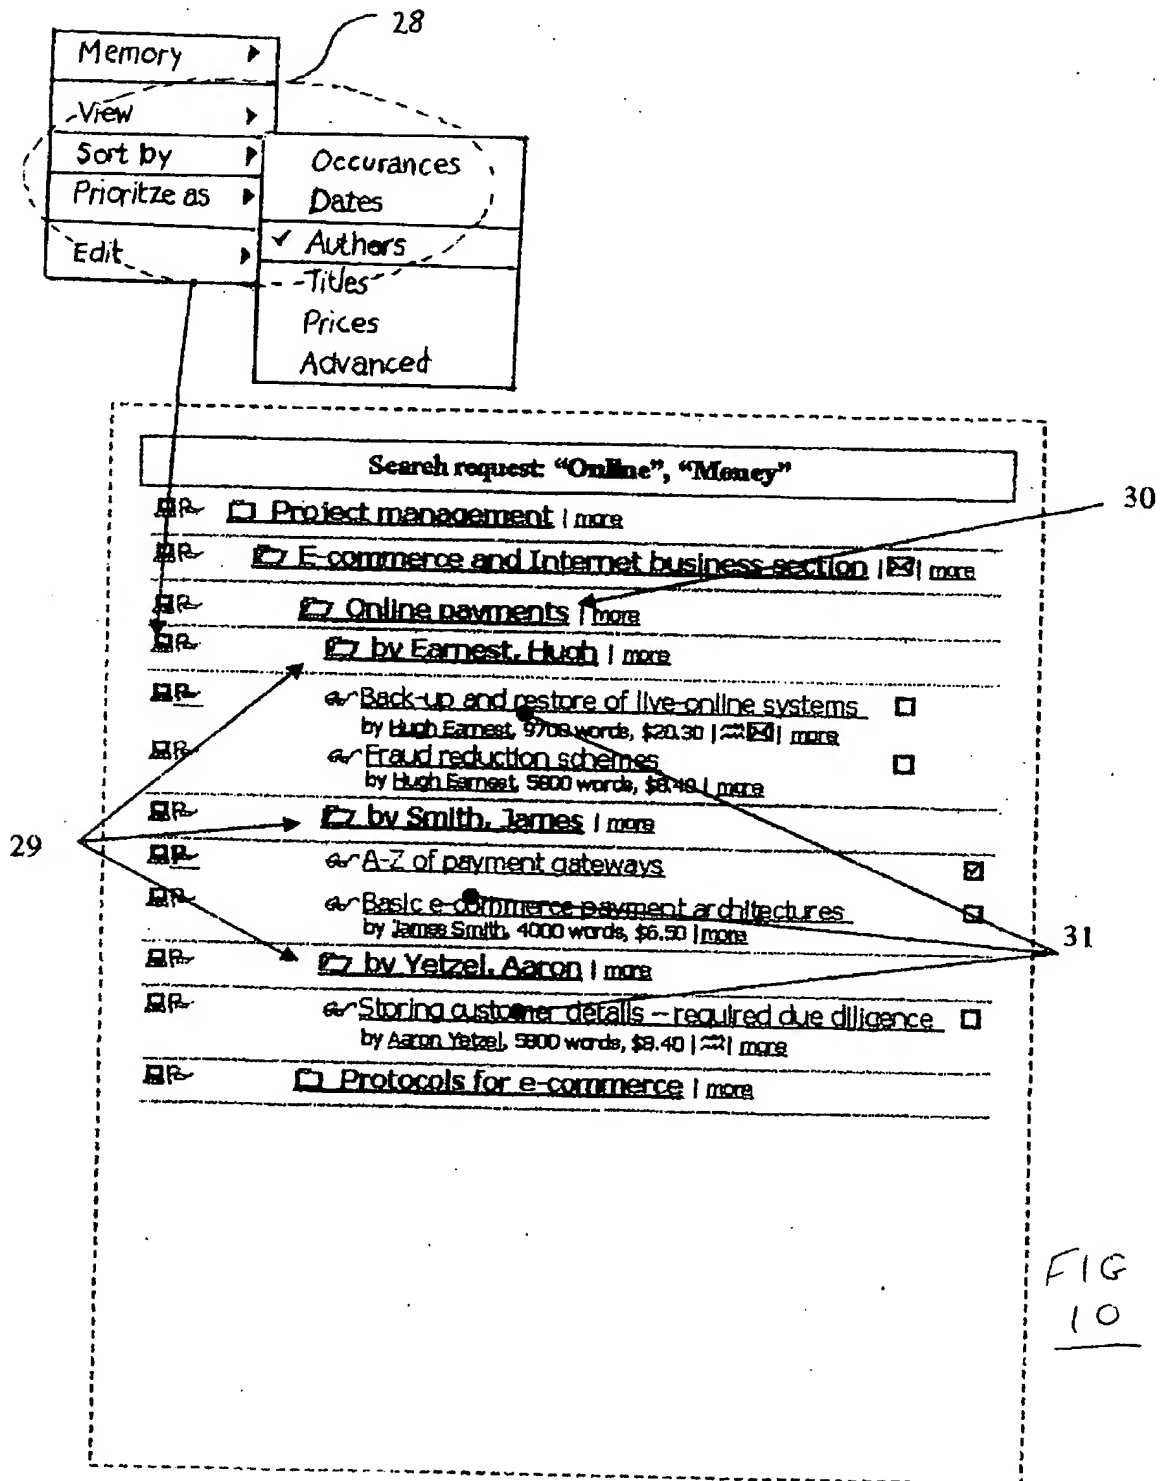 28
Memory
View
Sort by
Prioritze as
Edit
Occurances
Dates
✓ Authors
Titles
Prices
Advanced
Search request: “Online”, “Money”
Project management | more
30
E-commerce and Internet business section | | more
Online payments | more
by Earnest, Hugh | more
Back-up and restore of live-online systems
by Hugh Earnest, 9700 words, $20.30 | | more
Fraud reduction schemes
by Hugh Earnest, 5800 words, $8.40 | more
29
by Smith, James | more
A-Z of payment gateways
Basic e-commerce payment architectures
by James Smith, 4000 words, $6.50 | more
31
by Yetzel, Aaron | more
Storing customer details – required due diligence
by Aaron Yetzel, 5800 words, $8.40 | | more
Protocols for e-commerce | more
FIG
10